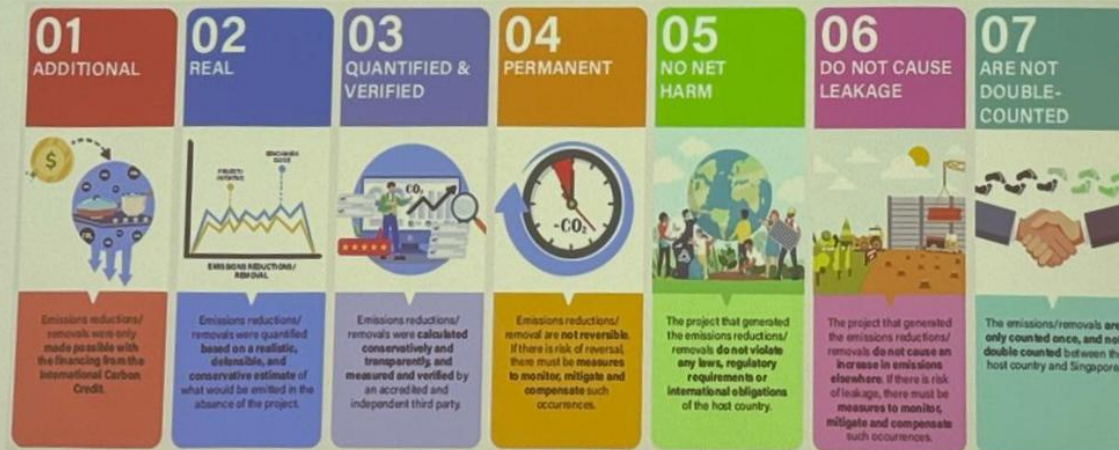 01
ADDITIONAL
Emissions reductions/
removals were only
made possible with
the financing from the
International Carbon
Credit.
02
REAL
EMISSIONS REDUCTIONS/
REMOVAL
Emissions reductions/
removals were quantified
based on a realistic,
defensible, and
conservative estimate of
what would be emitted in the
absence of the project.
03
QUANTIFIED &
VERIFIED
CO₂
Emissions reductions/
removals were calculated
conservatively and
transparently, and
measured and verified by
an accredited and
independent third party.
04
PERMANENT
-CO₂
Emissions reductions/
removal are not reversible.
If there is risk of reversal,
there must be measures
to monitor, mitigate and
compensate such
occurrences.
05
NO NET
HARM
The project that generated
the emissions reductions/
removals do not violate
any laws, regulatory
requirements or
international obligations
of the host country.
06
DO NOT CAUSE
LEAKAGE
The project that generated
the emissions reductions/
removals do not cause an
increase in emissions
elsewhere. If there is risk
of leakage, there must be
measures to monitor,
mitigate and compensate
such occurrences.
07
ARE NOT
DOUBLE-
COUNTED
The emissions/removals are
only counted once, and not
double counted between the
host country and Singapore